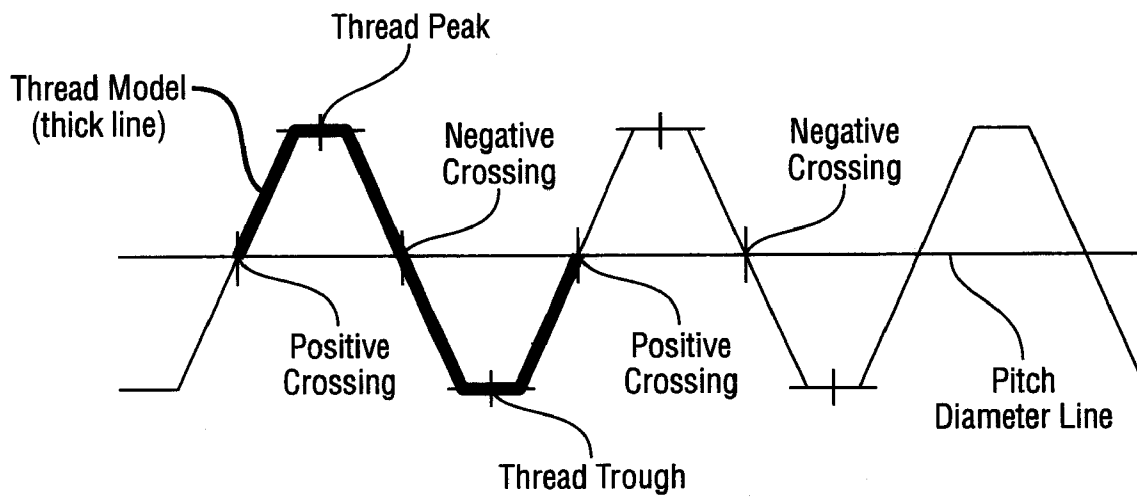 Thread Peak
Thread Model
(thick line)
Negative
Crossing
Negative
Crossing
Positive
Crossing
Positive
Crossing
Pitch
Diameter Line
Thread Trough